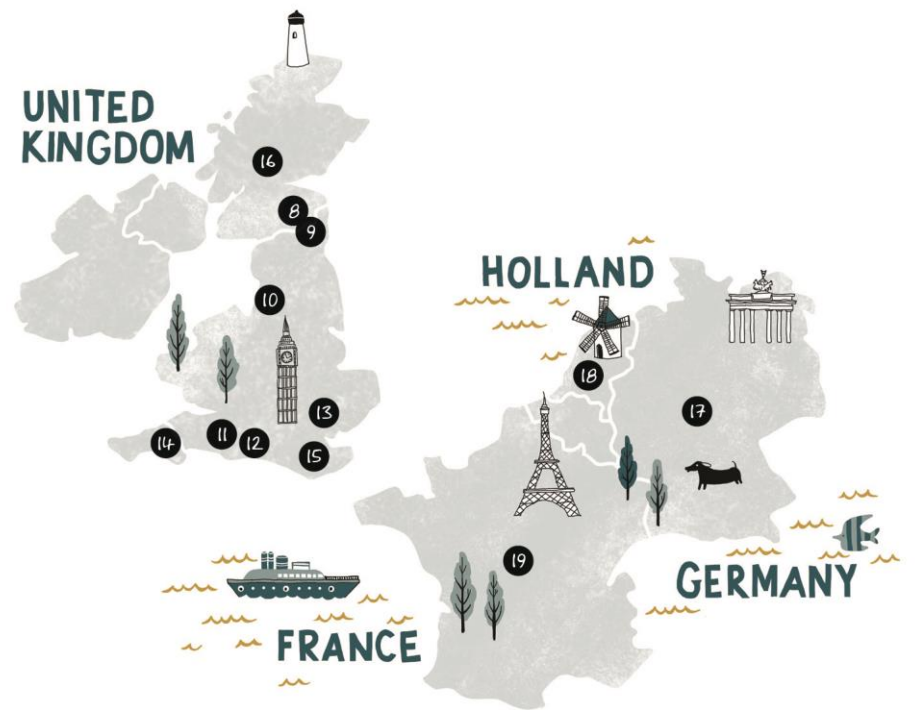 UNITED
KINGDOM
16
8
9
HOLLAND
10
18
13
17
11
12
14
15
19
GERMANY
FRANCE